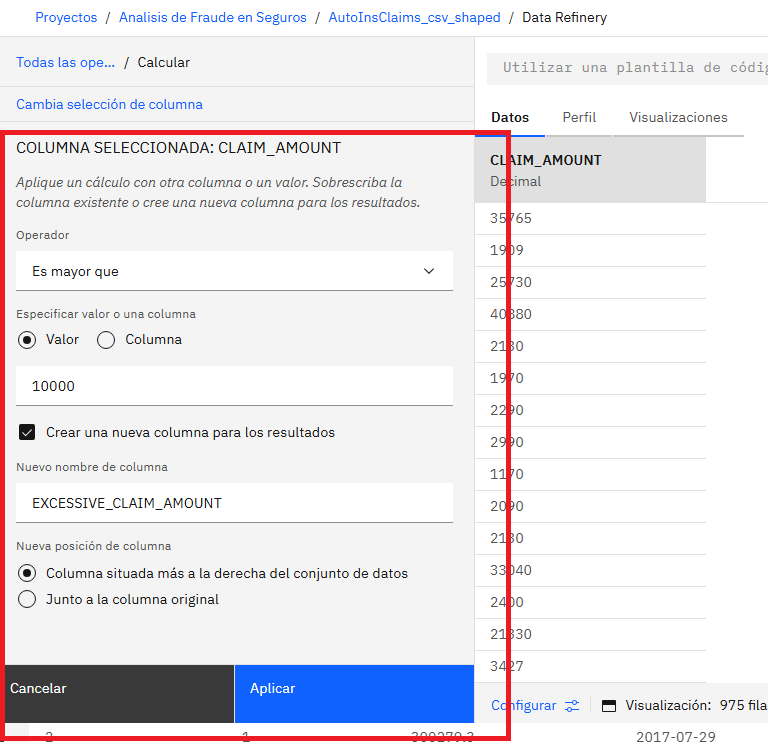 Proyectos / Analisis de Fraude en Seguros / AutoInsClaims_csv_shaped / Data Refinery
Todas las ope... / Calcular
Cambia selección de columna
COLUMNA SELECCIONADA: CLAIM_AMOUNT
Aplique un cálculo con otra columna o un valor. Sobrescriba la
columna existente o cree una nueva columna para los resultados.
Operador
Es mayor que
Especificar valor o una columna
Valor Columna
10000
Crear una nueva columna para los resultados
Nuevo nombre de columna
EXCESSIVE_CLAIM_AMOUNT
Nueva posición de columna
Columna situada más a la derecha del conjunto de datos
Junto a la columna original
Cancelar Aplicar
Utilizar una plantilla de códig
Datos Perfil Visualizaciones
CLAIM_AMOUNT
Decimal
35765
1909
25730
40880
2130
1970
2290
2990
1170
2090
2130
33040
2400
21330
3427
Configurar Visualización: 975 fila
2017-07-29